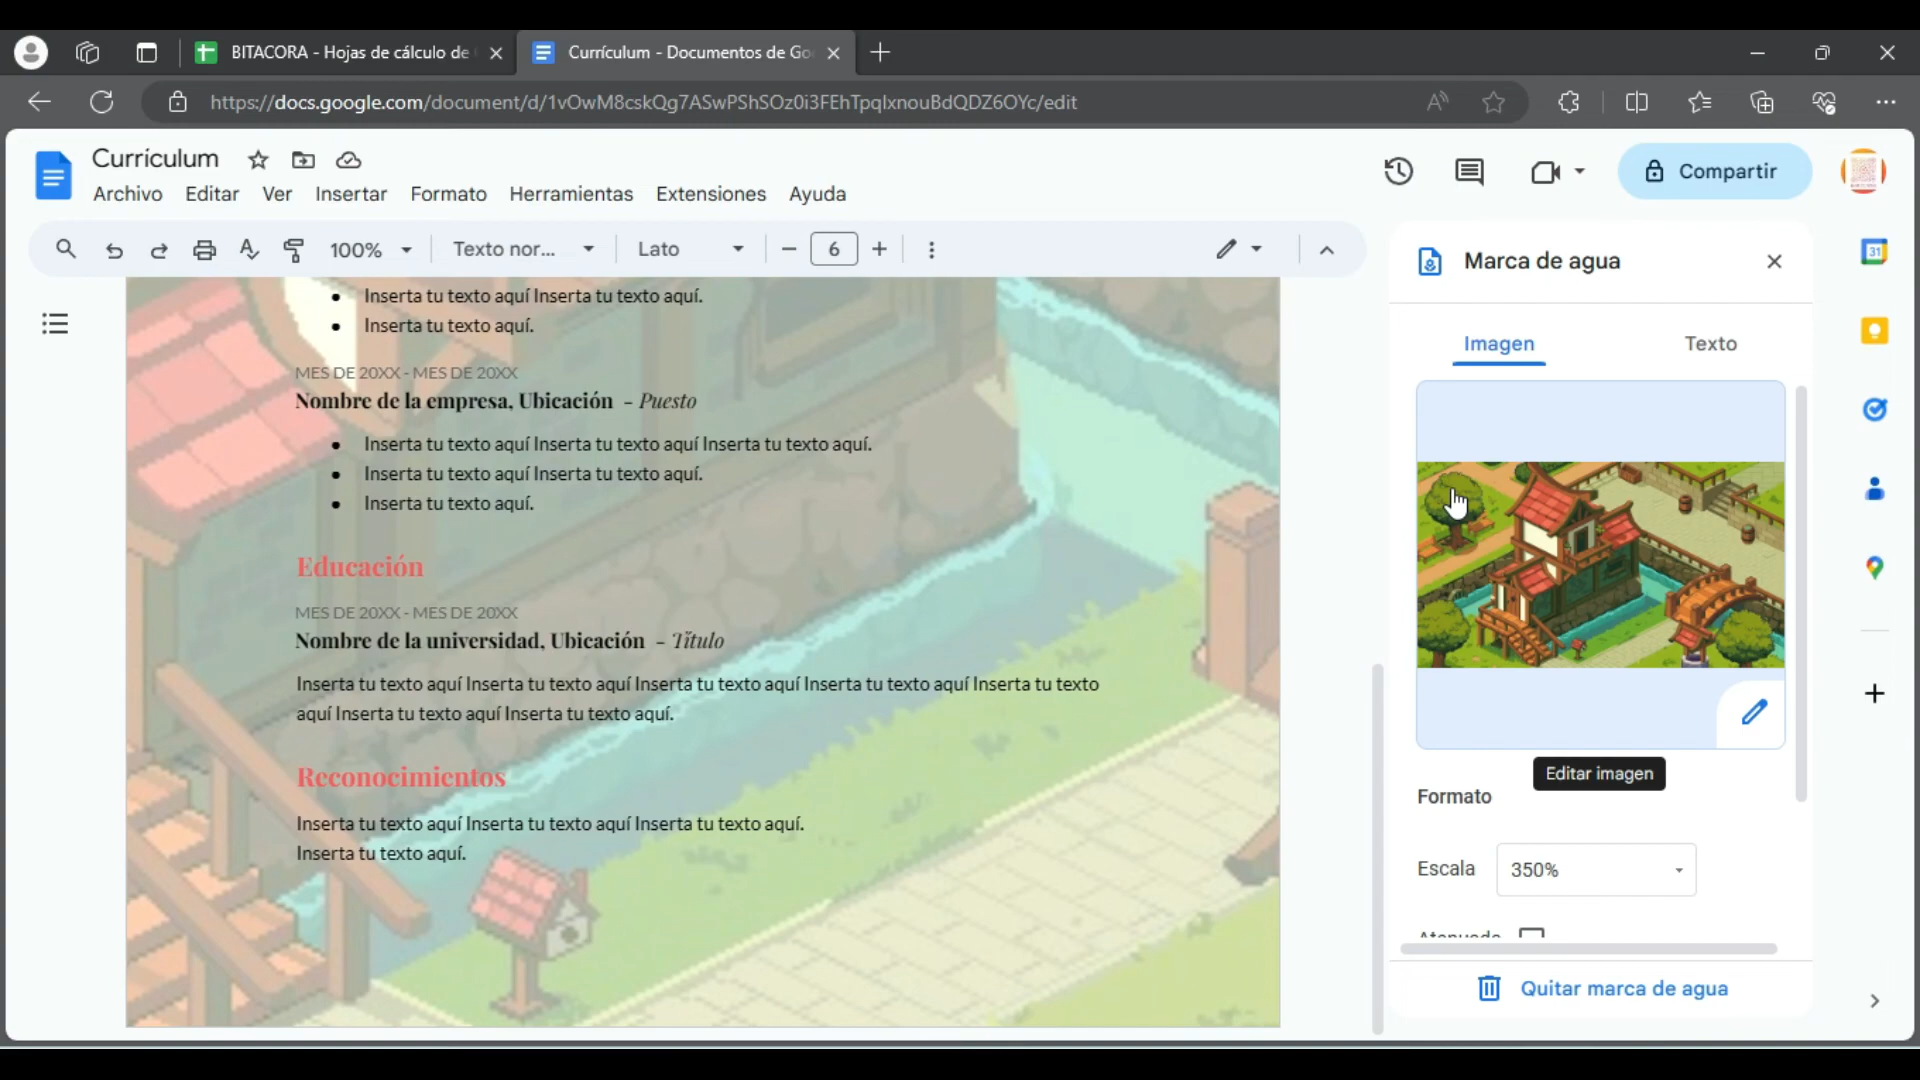 BITACORA - Hojas de cálculo de
Currículum - Documentos de Go
https://docs.google.com/document/d/1vOwM8cskQg7ASwPShSOz0i3FEhTpqlxnouBdQDZ6OYc/edit
Currículum
Archivo Editar Ver Insertar Formato Herramientas Extensiones Ayuda
Compartir
100% Texto nor... Lato 6
Marca de agua
Imagen Texto
Inserta tu texto aquí Inserta tu texto aquí.
Inserta tu texto aquí.
MES DE 20XX - MES DE 20XX
Nombre de la empresa, Ubicación - Puesto
Inserta tu texto aquí Inserta tu texto aquí Inserta tu texto aquí.
Inserta tu texto aquí Inserta tu texto aquí.
Inserta tu texto aquí.
Educación
MES DE 20XX - MES DE 20XX
Nombre de la universidad, Ubicación - Título
Inserta tu texto aquí Inserta tu texto aquí Inserta tu texto aquí Inserta tu texto aquí Inserta tu texto
aquí Inserta tu texto aquí Inserta tu texto aquí.
Reconocimientos
Inserta tu texto aquí Inserta tu texto aquí Inserta tu texto aquí.
Inserta tu texto aquí.
Editar imagen
Formato
Escala 350%
Atenuado
Quitar marca de agua
31